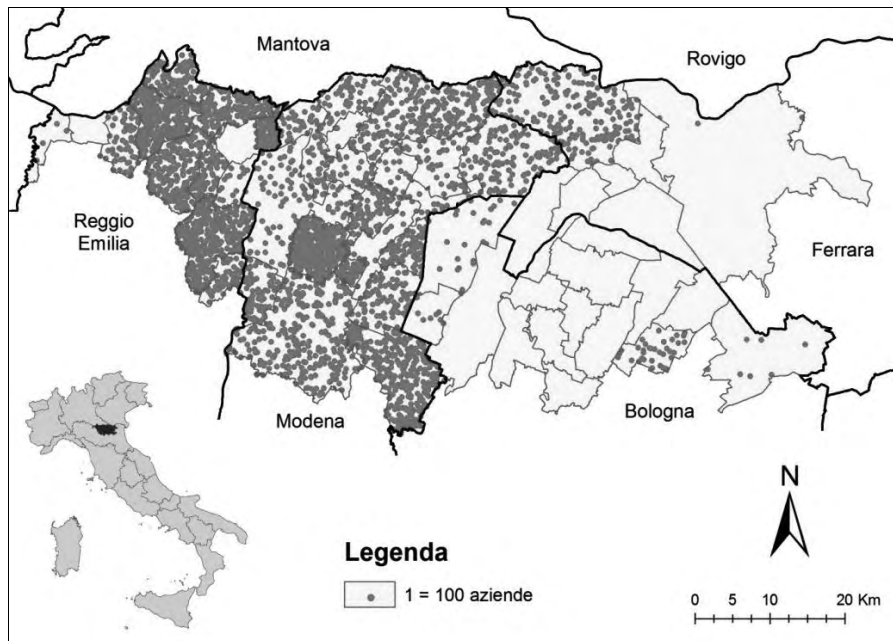 Mantova
Rovigo
Reggio
Emilia
Ferrara
Modena
Bologna
N
Legenda
1 = 100 aziende
0 5 10 20 Km